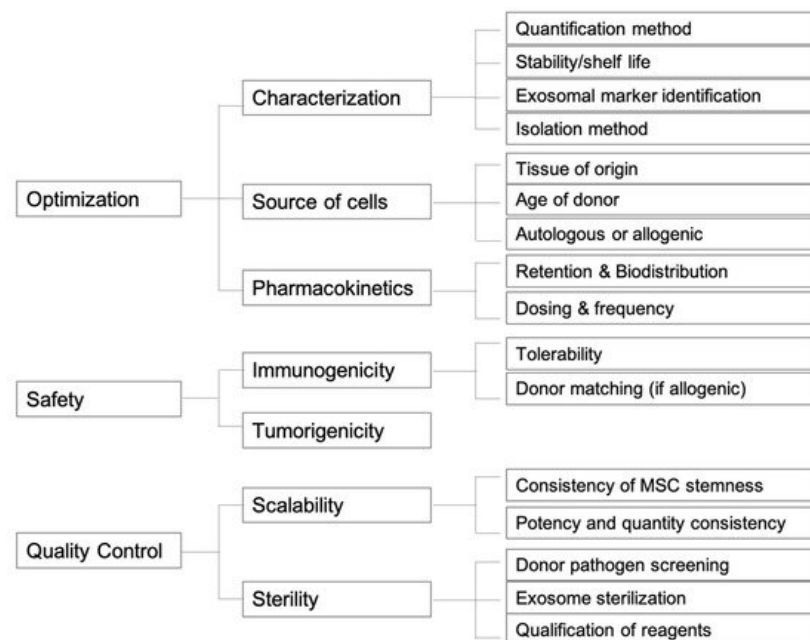 Quantification method
Stability/shelf life
Characterization
Exosomal marker identification
Isolation method
Tissue of origin
Optimization
Source of cells
Age of donor
Autologous or allogenic
Retention & Biodistribution
Pharmacokinetics
Dosing & frequency
Tolerability
Immunogenicity
Safety
Donor matching (if allogenic)
Tumorigenicity
Consistency of MSC stemness
Scalability
Potency and quantity consistency
Quality Control
Donor pathogen screening
Sterility
Exosome sterilization
Qualification of reagents